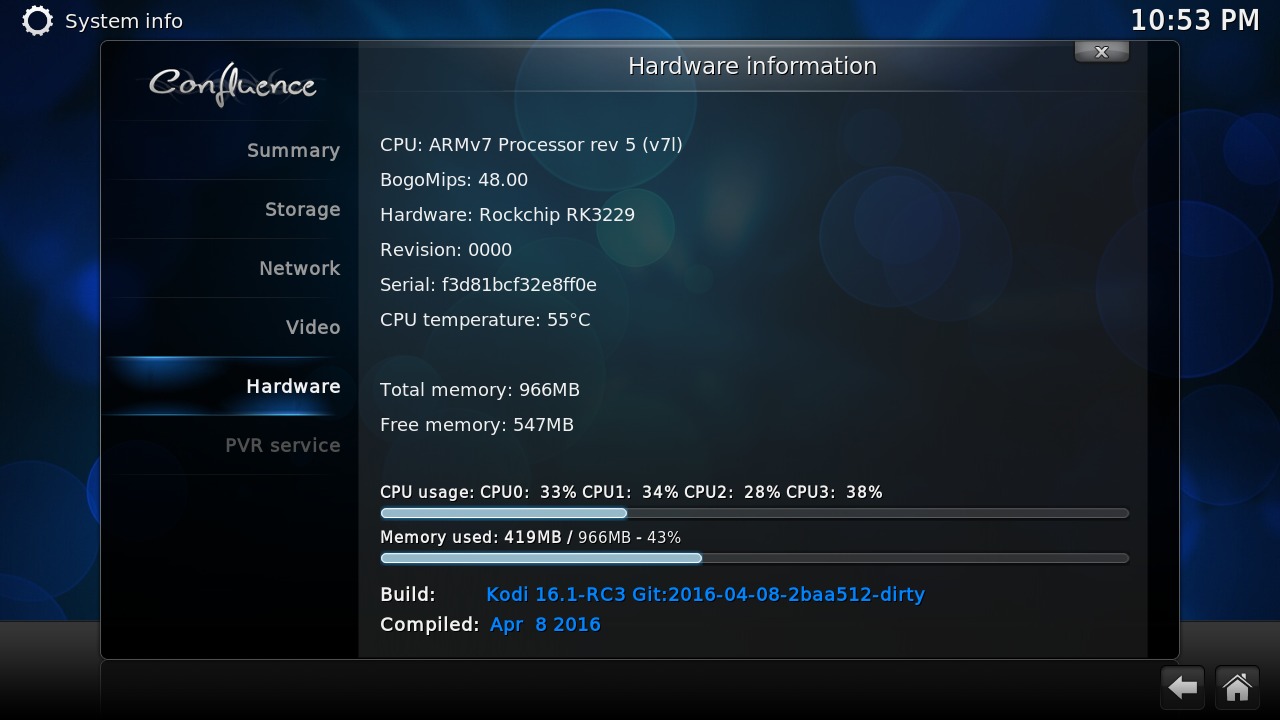 System info
10:53 PM
Confluence
Hardware information
x
Summary
Storage
Network
Video
Hardware
PVR service
CPU: ARMv7 Processor rev 5 (v7l)
BogoMips: 48.00
Hardware: Rockchip RK3229
Revision: 0000
Serial: f3d81bcf32e8ff0e
CPU temperature: 55°C
Total memory: 966MB
Free memory: 547MB
CPU usage: CPU0:  33% CPU1:  34% CPU2:  28% CPU3:  38%
Memory used: 419MB / 966MB - 43%
Build: Kodi 16.1-RC3 Git:2016-04-08-2baa512-dirty
Compiled: Apr  8 2016